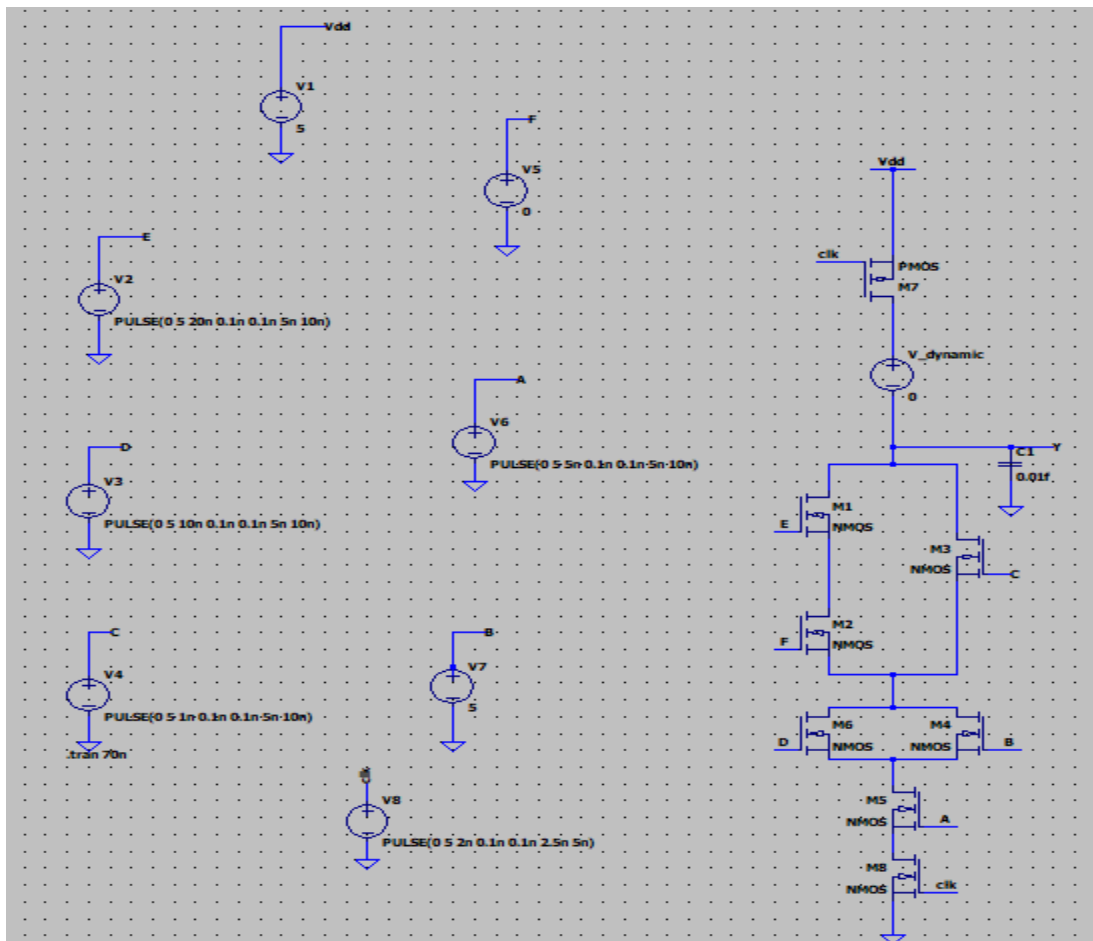 Vdd
V1
5
F
V5
0
E
V2
PULSE(0 5 20n 0.1n 0.1n 5n 10n)
A
V6
PULSE(0 5 5n 0.1n 0.1n 5n 10n)
D
V3
PULSE(0 5 10n 0.1n 0.1n 5n 10n)
C
V4
PULSE(0 5 1n 0.1n 0.1n 5n 10n)
.tran 70n
B
V7
5
clk
V8
PULSE(0 5 2n 0.1n 0.1n 2.5n 5n)
Vdd
clk
PMOS
M7
V_dynamic
0
Y
C1
0.01f
M1
E
NMOS
M3
NMOS
C
M2
F
NMOS
M6
D
NMOS
M4
NMOS
B
M5
NMOS
A
M8
NMOS
clk